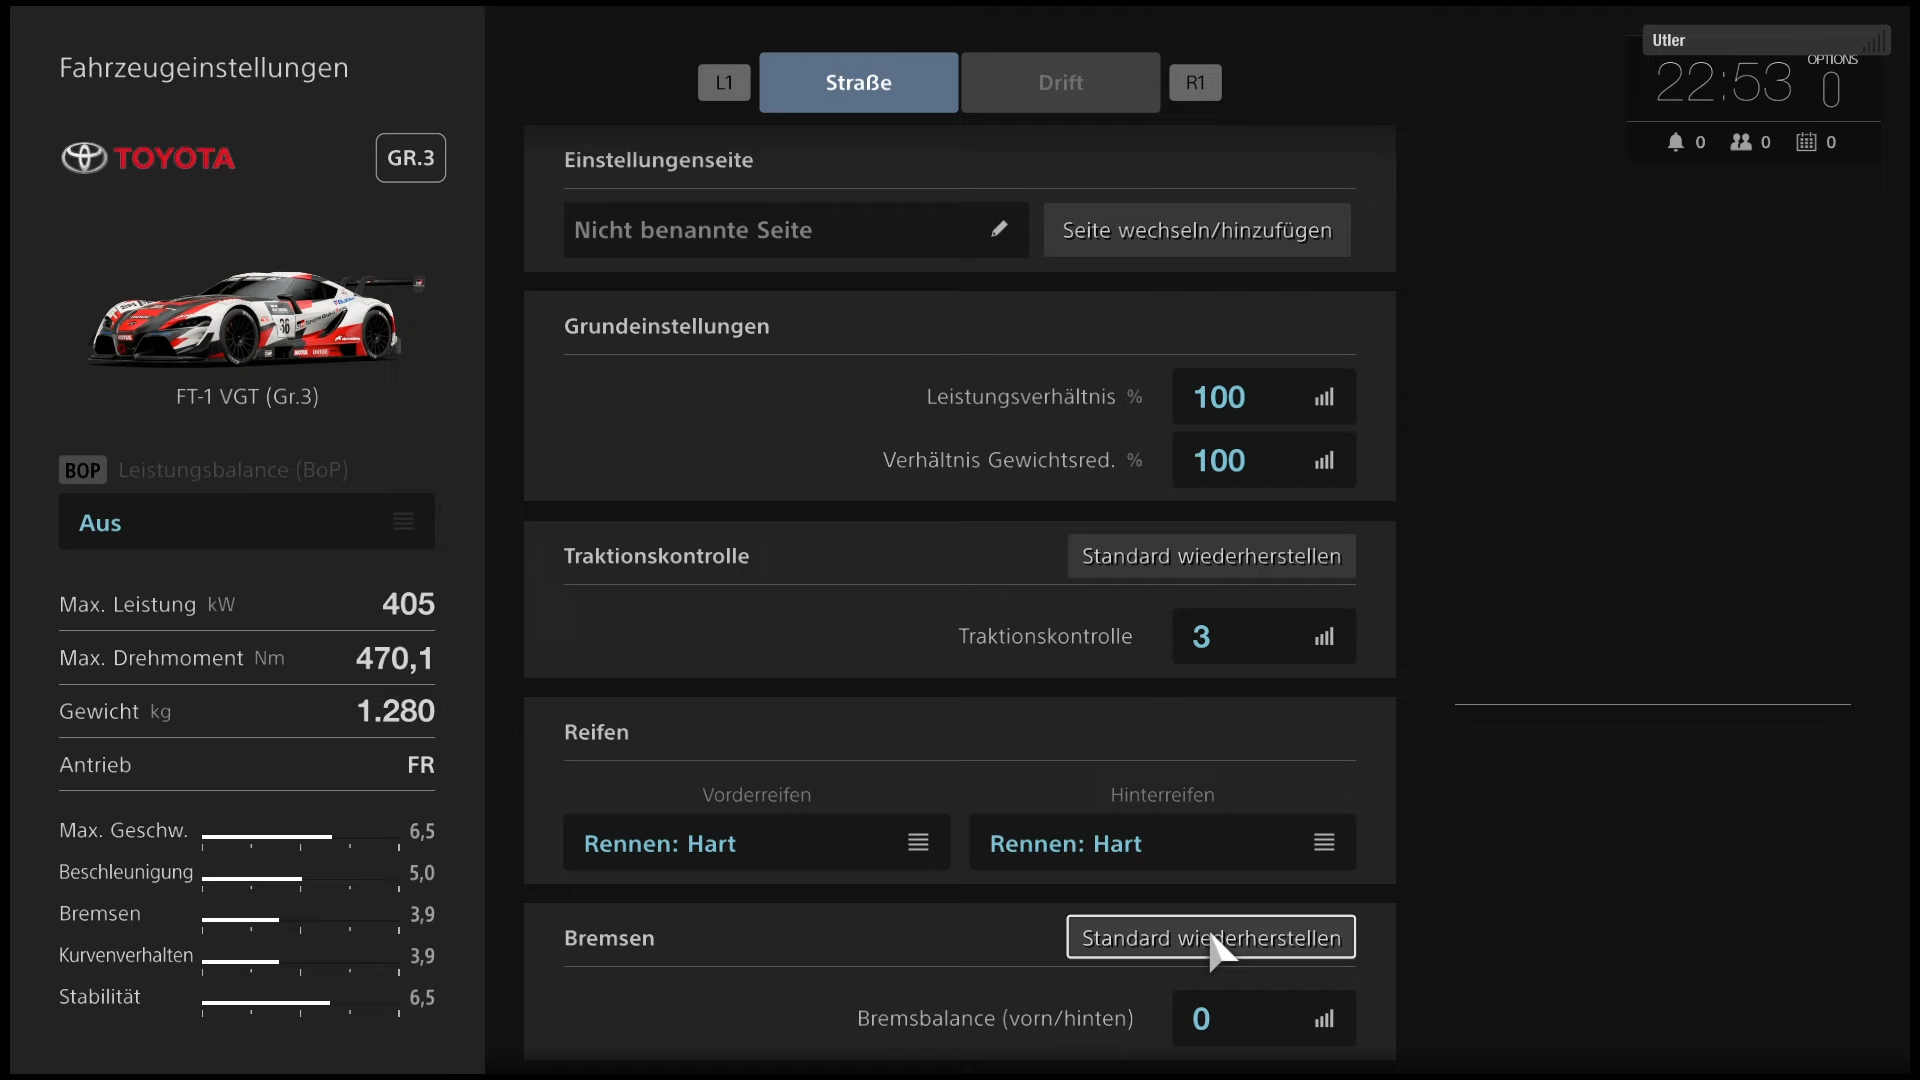 Fahrzeugeinstellungen
TOYOTA
GR.3
36
FT-1 VGT (Gr.3)
BOP Leistungsbalance (BoP)
Aus
Max. Leistung kW 405
Max. Drehmoment Nm 470,1
Gewicht kg 1.280
Antrieb FR
Max. Geschw. 6,5
Beschleunigung 5,0
Bremsen 3,9
Kurvenverhalten 3,9
Stabilität 6,5
L1 Straße Drift R1
Einstellungenseite
Nicht benannte Seite Seite wechseln/hinzufügen
Grundeinstellungen
Leistungsverhältnis % 100
Verhältnis Gewichtsred. % 100
Traktionskontrolle Standard wiederherstellen
Traktionskontrolle 3
Reifen
Vorderreifen Hinterreifen
Rennen: Hart Rennen: Hart
Bremsen Standard wiederherstellen
Bremsbalance (vorn/hinten) 0
Utler
22:53 OPTIONS
0 0 0